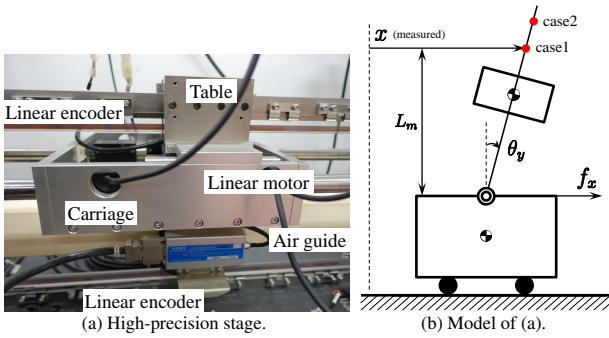 Table
Linear encoder
Linear motor
Carriage
Air guide
Linear encoder
(a) High-precision stage.
x (measured)
case2
case1
L_m
θ_y
f_x
(b) Model of (a).